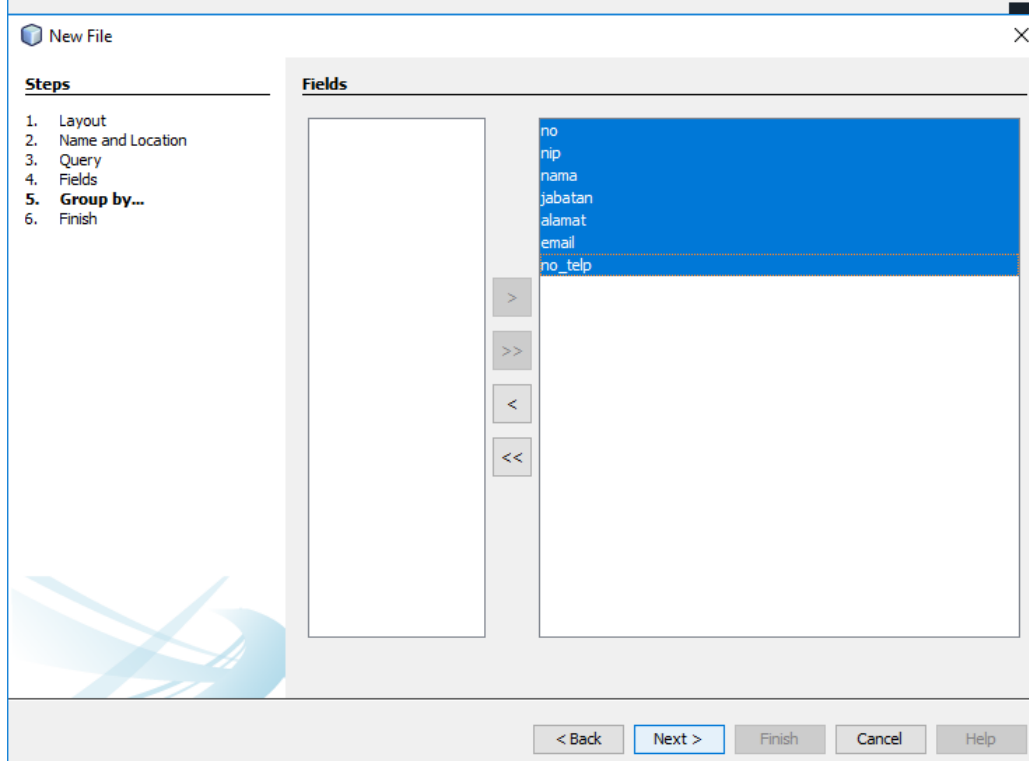 New File
Steps
1. Layout
2. Name and Location
3. Query
4. Fields
5. Group by...
6. Finish
Fields
no
nip
nama
jabatan
alamat
email
no_telp
>
>>
<
<<
< Back
Next >
Finish
Cancel
Help